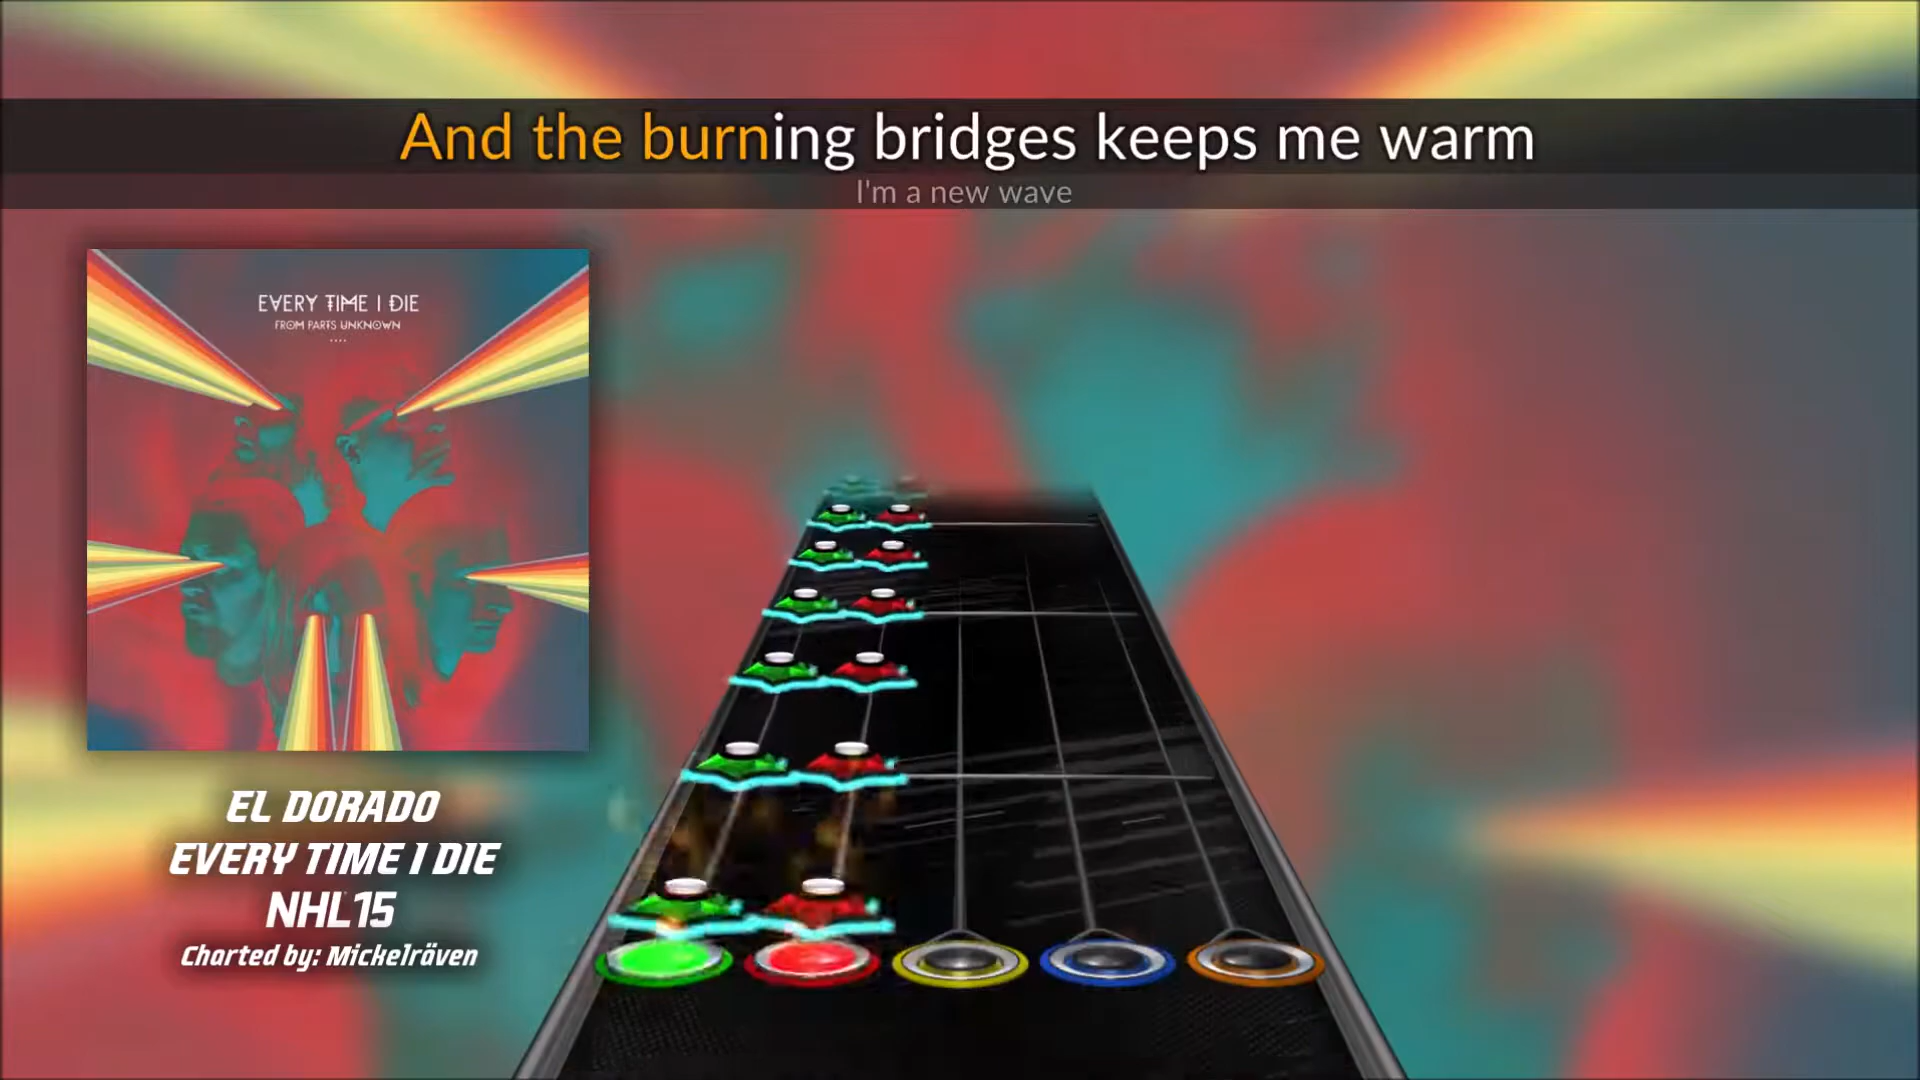 And the burning bridges keeps me warm
I'm a new wave
EVERY TIME I DIE
FROM PARTS UNKNOWN
EL DORADO
EVERY TIME I DIE
NHL15
Charted by: Mickelräven